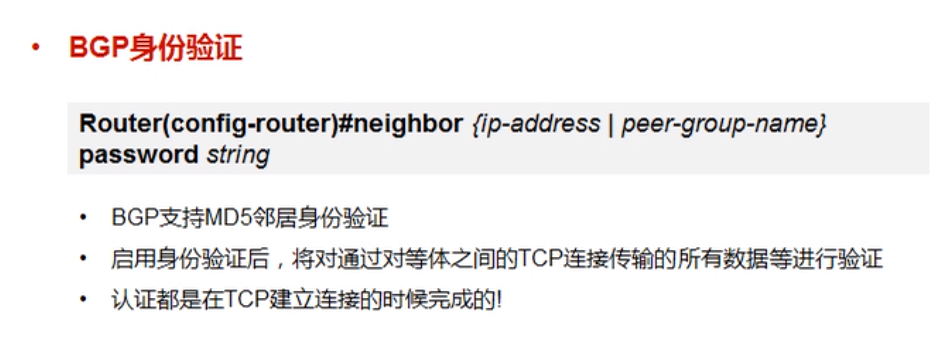 • BGP身份验证
Router(config-router)#neighbor {ip-address | peer-group-name}
password string
• BGP支持MD5邻居身份验证
• 启用身份验证后，将对通过对等体之间的TCP连接传输的所有数据等进行验证
• 认证都是在TCP建立连接的时候完成的!